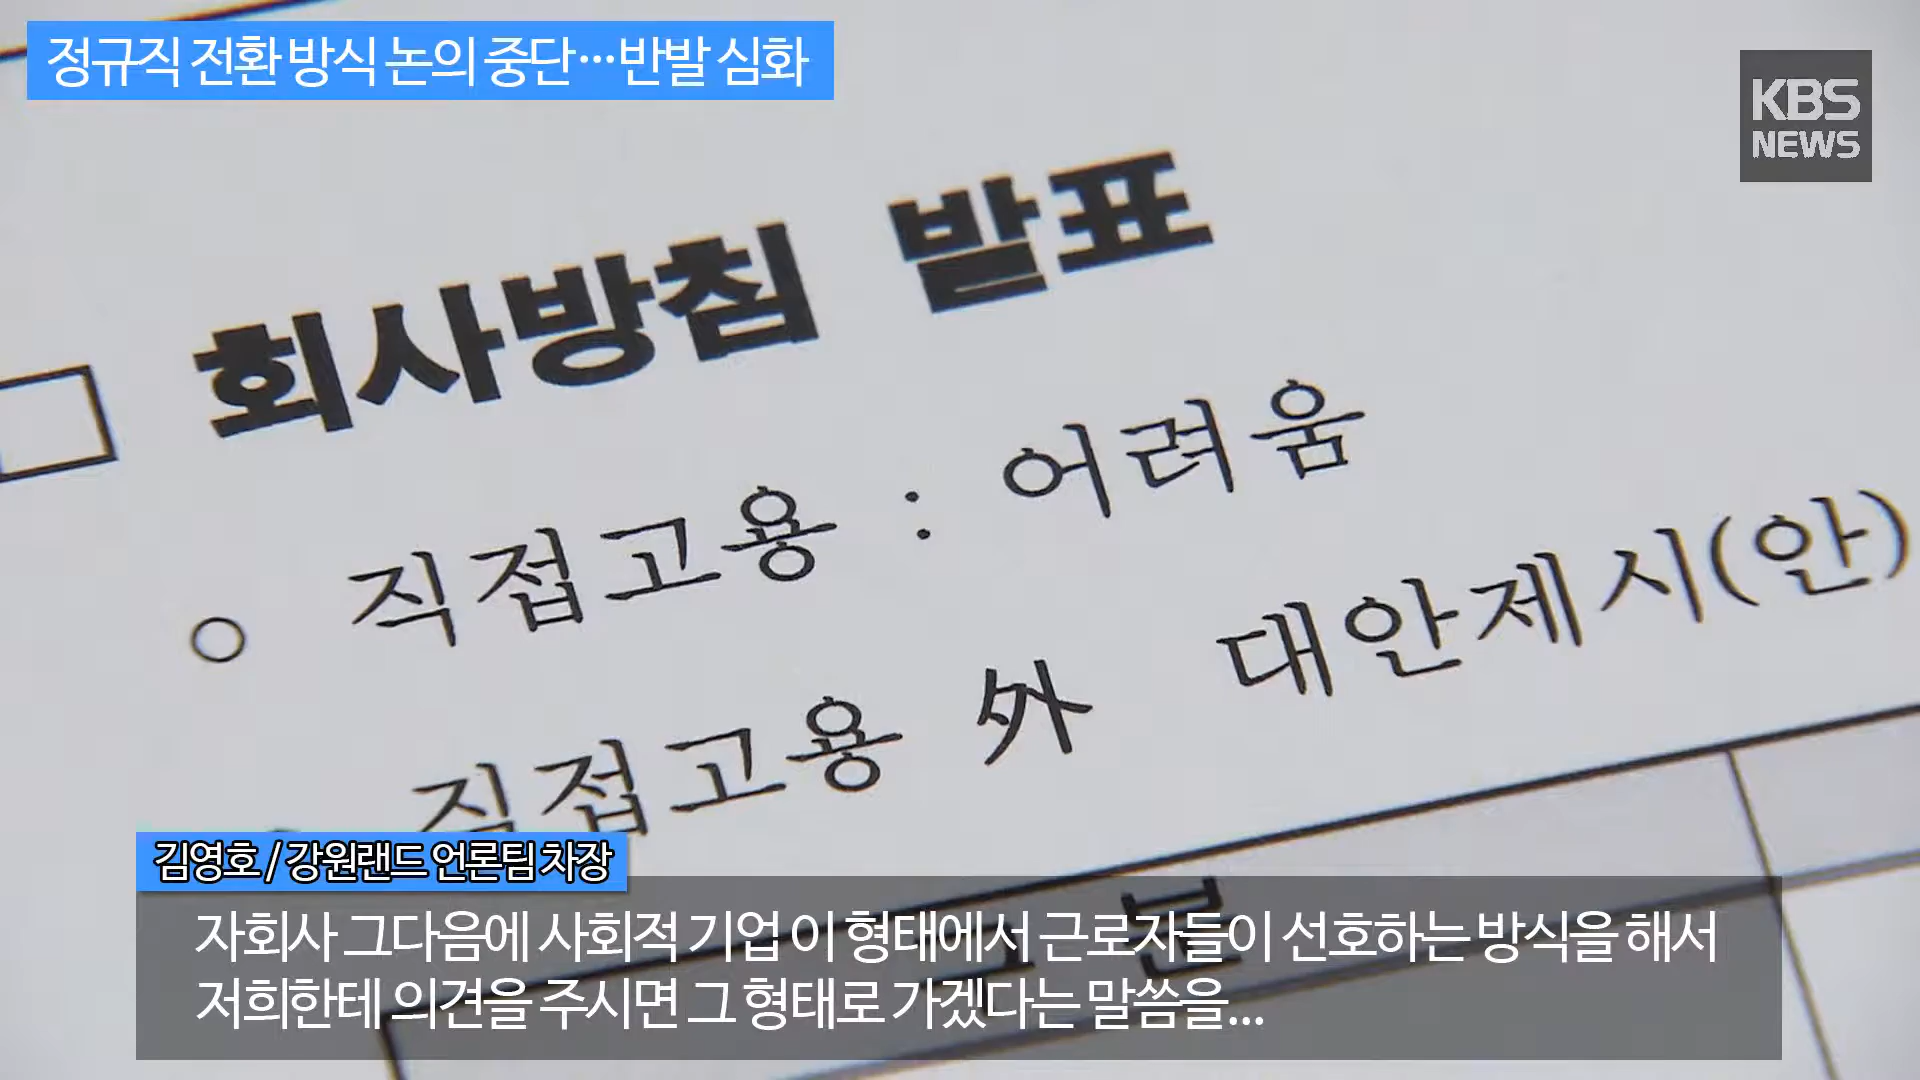 정규직 전환 방식 논의 중단…반발 심화
KBS
NEWS
□ 회사방침 발표
○ 직접고용 : 어려움
직접고용 外 대안제시(안)
김영호 / 강원랜드 언론팀 차장
자회사 그다음에 사회적 기업 이 형태에서 근로자들이 선호하는 방식을 해서
저희한테 의견을 주시면 그 형태로 가겠다는 말씀을...